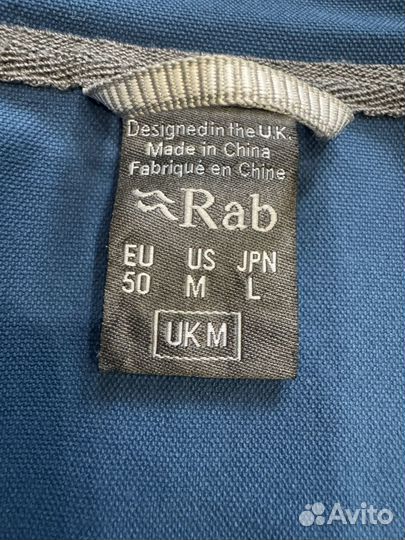 Designed in the U.K.
Made in China
Fabriqué en Chine
Rab
EU US JPN
50 M L
UK M
Avito